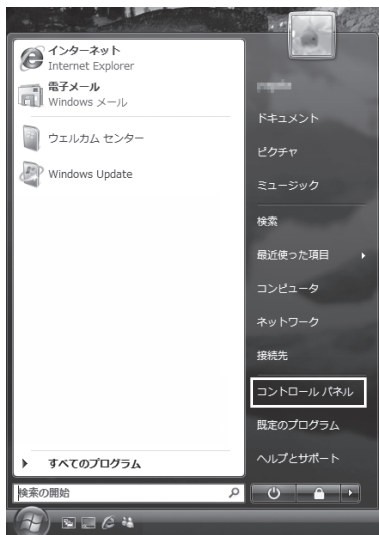 インターネット
Internet Explorer
電子メール
Windows メール
ウェルカム センター
Windows Update
すべてのプログラム
検索の開始
ドキュメント
ピクチャ
ミュージック
検索
最近使った項目
コンピュータ
ネットワーク
接続先
コントロール パネル
既定のプログラム
ヘルプとサポート